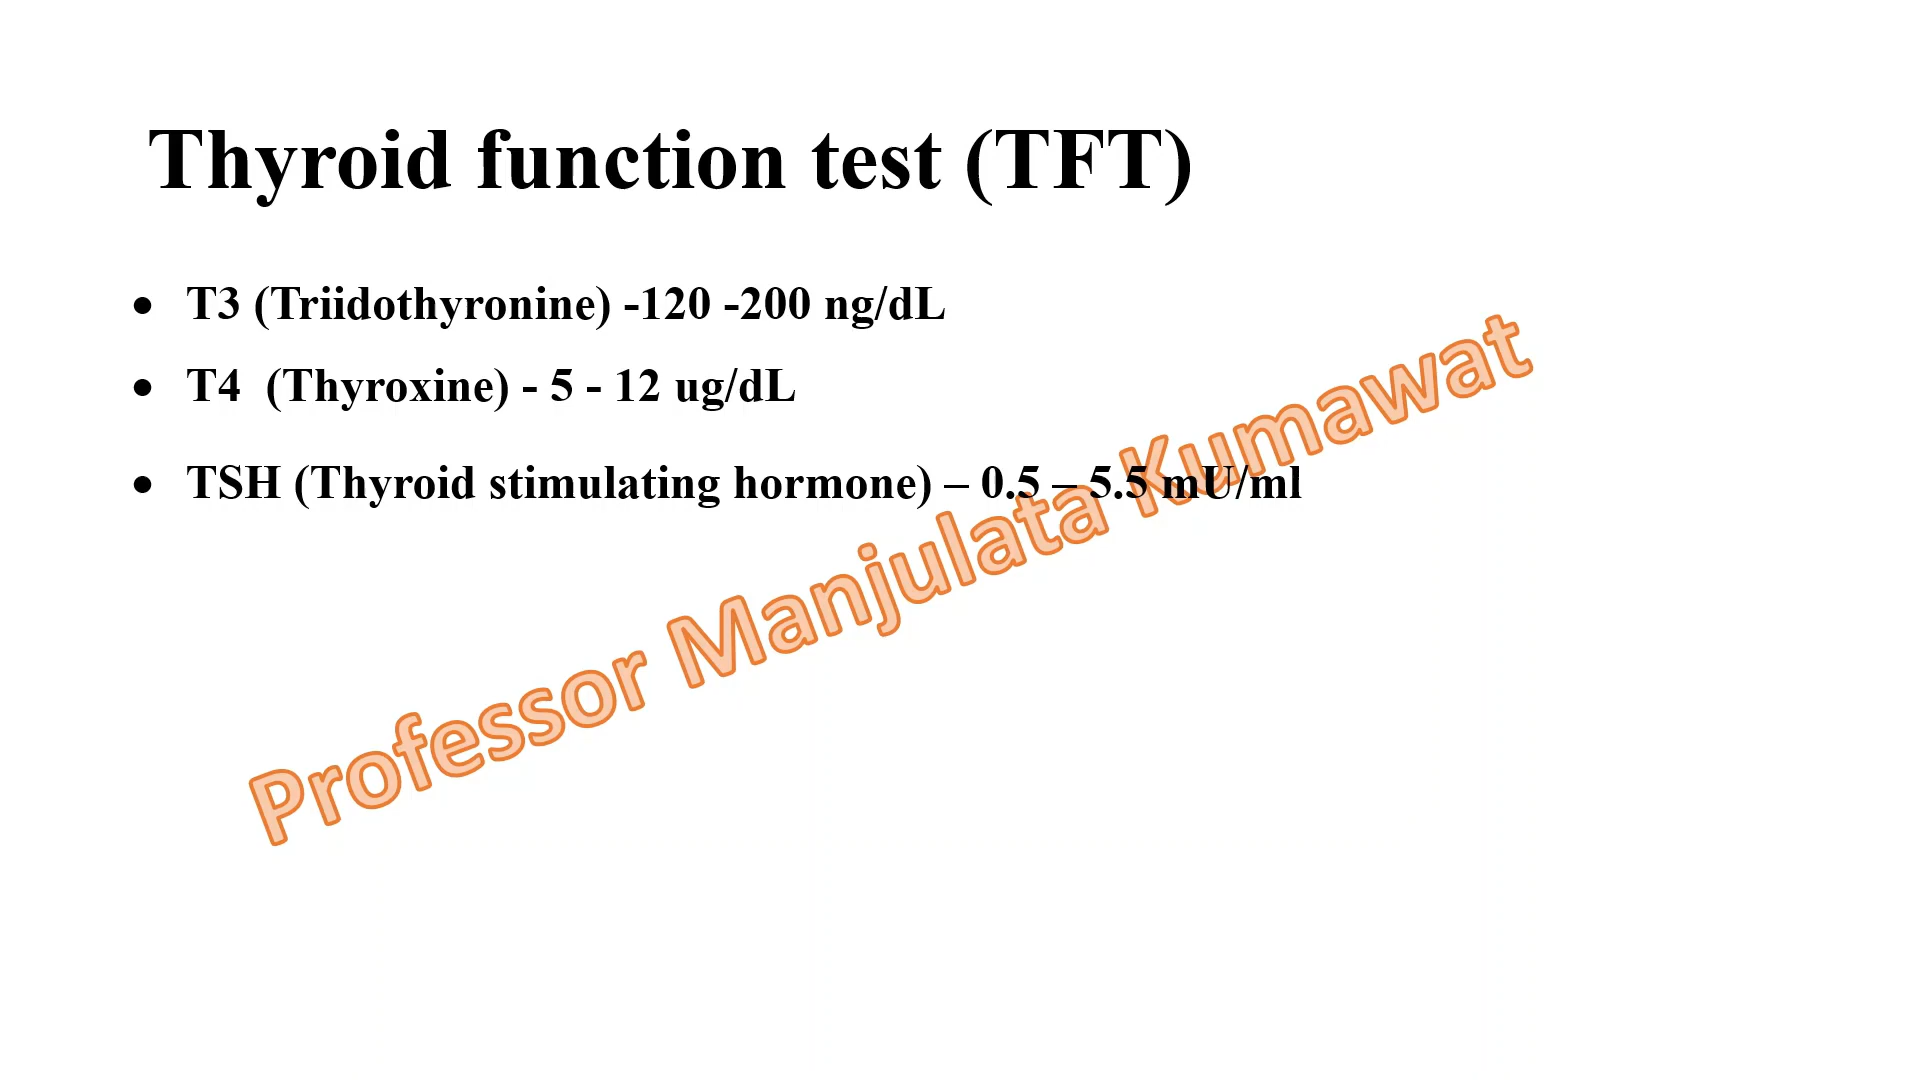 Thyroid function test (TFT)
• T3 (Triidothyronine) -120 -200 ng/dL
• T4 (Thyroxine) - 5 - 12 ug/dL
• TSH (Thyroid stimulating hormone) – 0.5 – 5.5 mU/ml
Professor Manjulata Kumawat